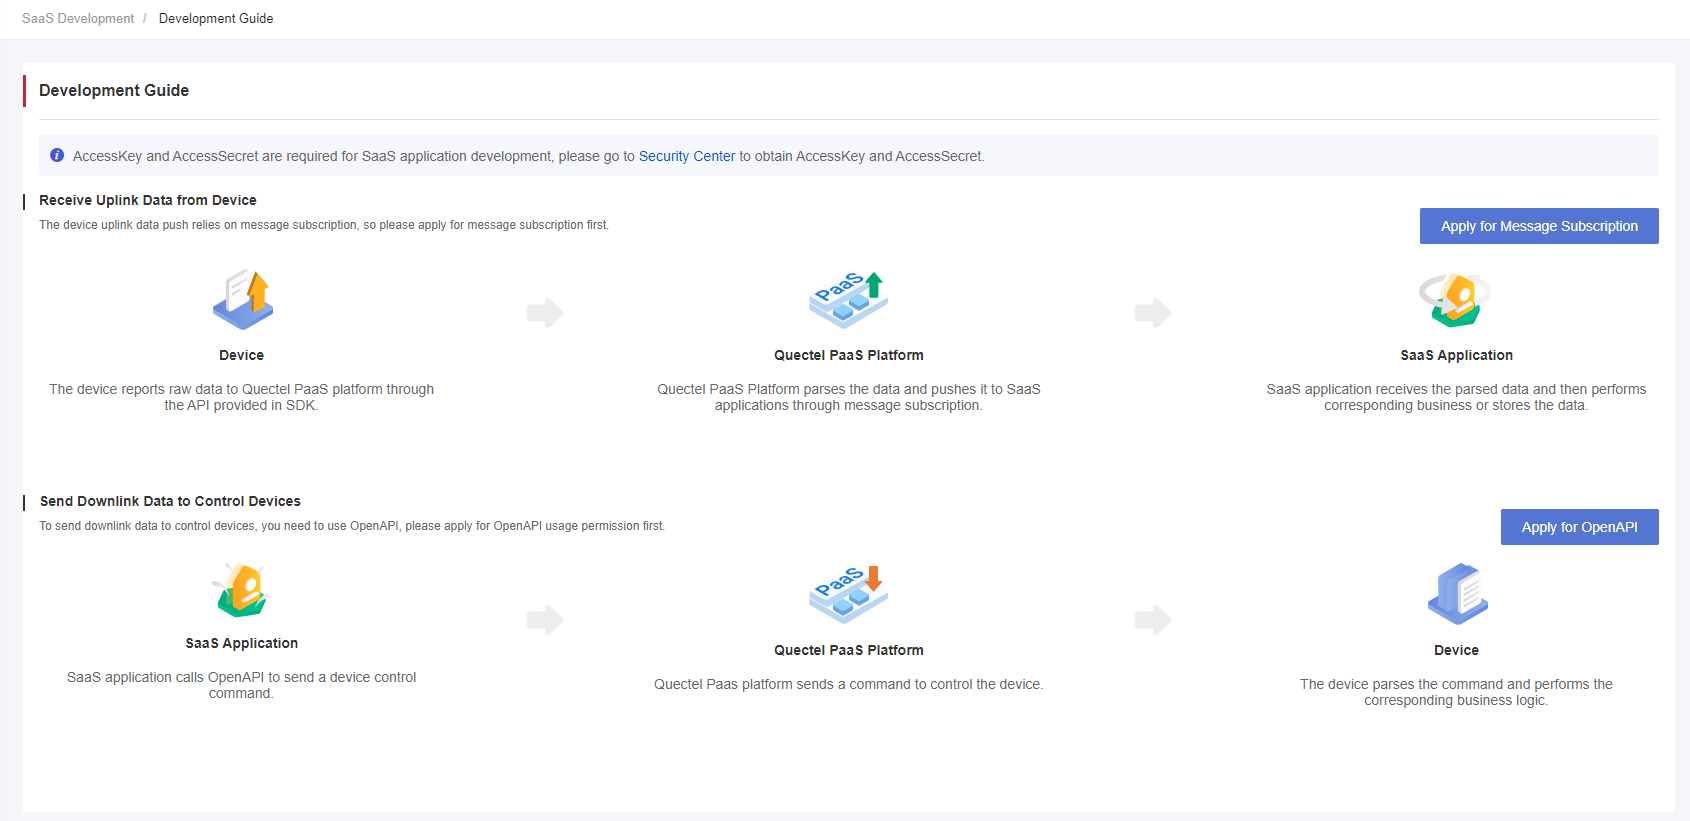 SaaS Development / Development Guide
Development Guide
AccessKey and AccessSecret are required for SaaS application development, please go to Security Center to obtain AccessKey and AccessSecret.
Receive Uplink Data from Device
The device uplink data push relies on message subscription, so please apply for message subscription first.
Apply for Message Subscription
PaaS
Device
The device reports raw data to Quectel PaaS platform through
the API provided in SDK.
Quectel PaaS Platform
Quectel PaaS Platform parses the data and pushes it to SaaS
applications through message subscription.
SaaS Application
SaaS application receives the parsed data and then performs
corresponding business or stores the data.
Send Downlink Data to Control Devices
To send downlink data to control devices, you need to use OpenAPI, please apply for OpenAPI usage permission first.
Apply for OpenAPI
PaaS
SaaS Application
SaaS application calls OpenAPI to send a device control
command.
Quectel PaaS Platform
Quectel Paas platform sends a command to control the device.
Device
The device parses the command and performs the
corresponding business logic.